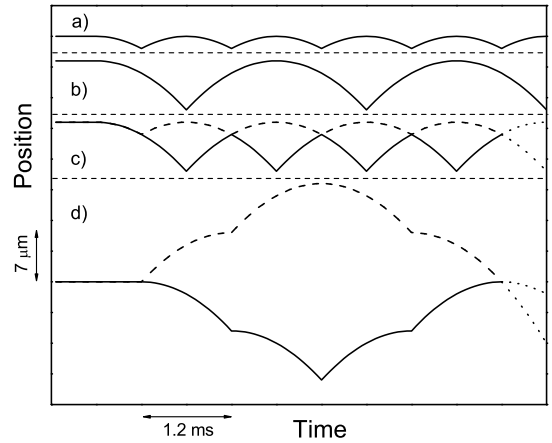 a)
b)
c)
d)
Position
7 μm
1.2 ms
Time